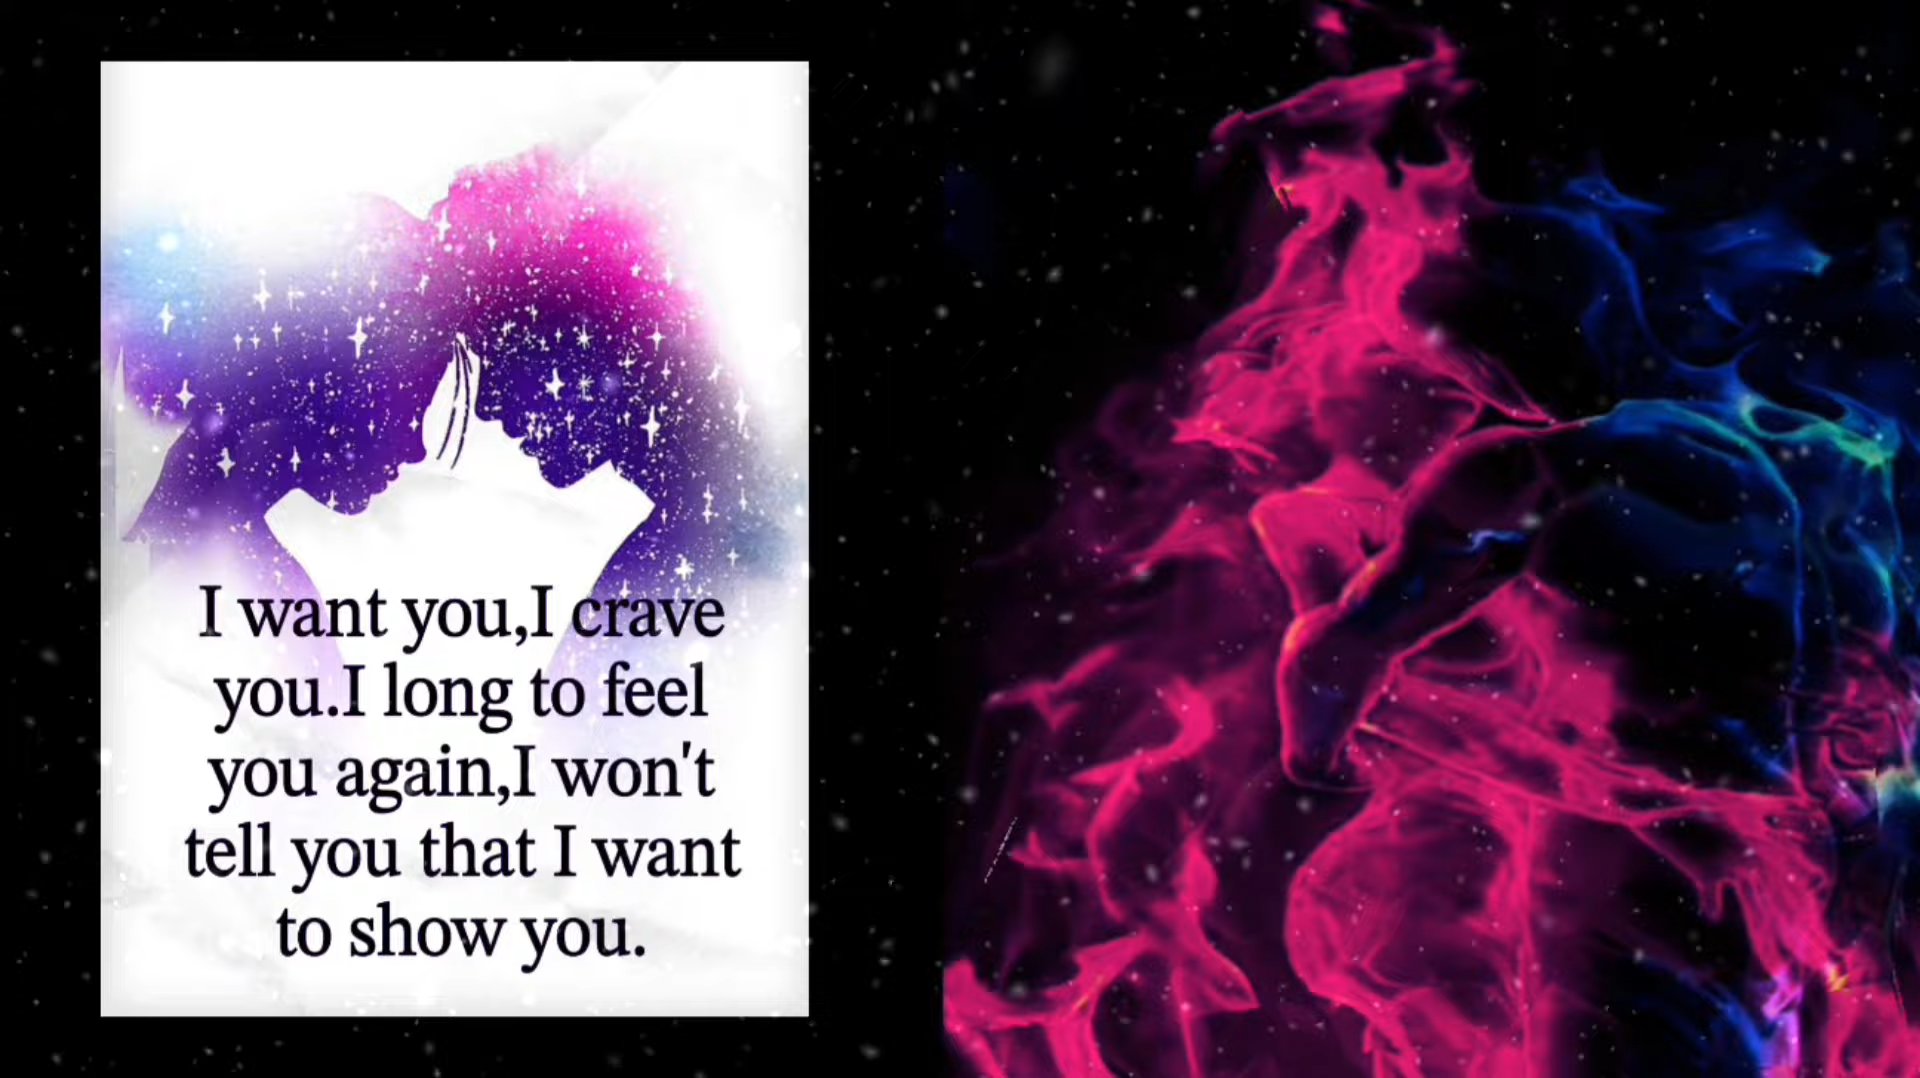 I want you,I crave
you.I long to feel
you again,I won't
tell you that I want
to show you.